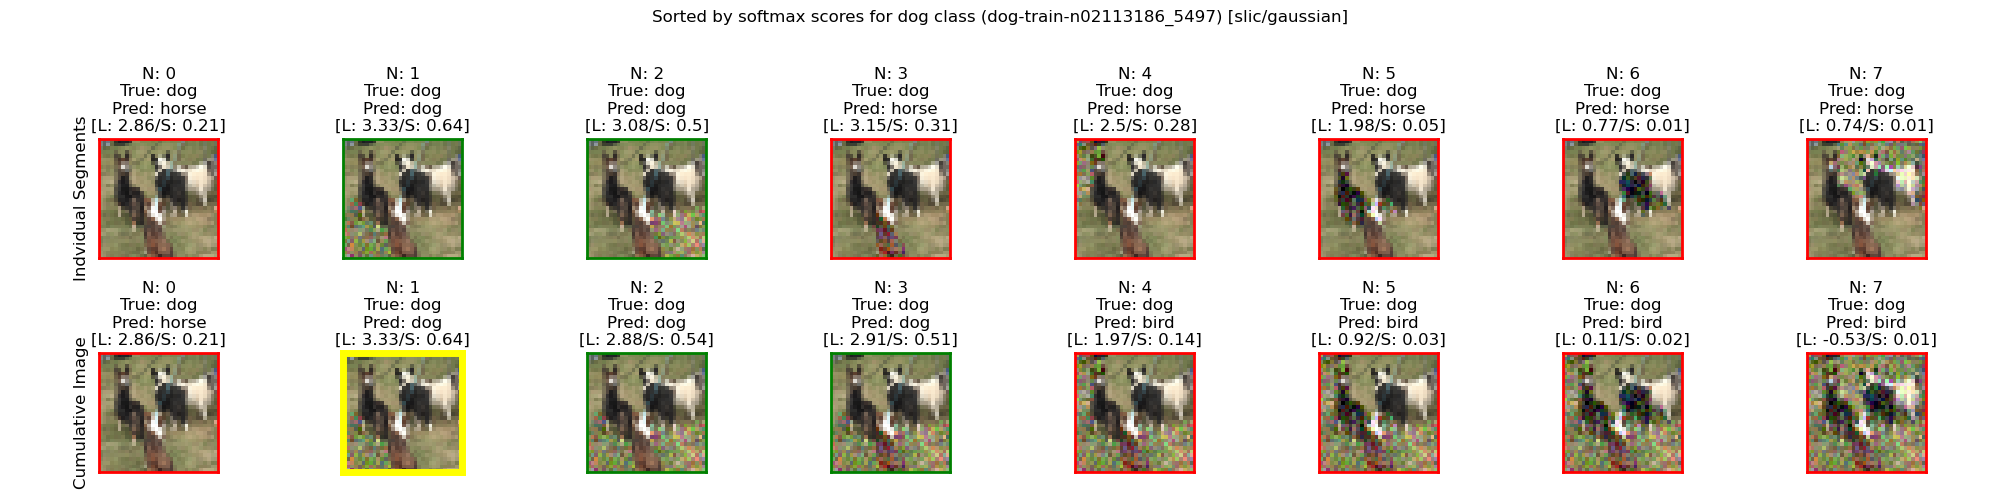 Sorted by softmax scores for dog class (dog-train-n02113186_5497) [slic/gaussian]
Indvidual Segments
N: 0
True: dog
Pred: horse
[L: 2.86/S: 0.21]
N: 1
True: dog
Pred: dog
[L: 3.33/S: 0.64]
N: 2
True: dog
Pred: dog
[L: 3.08/S: 0.5]
N: 3
True: dog
Pred: horse
[L: 3.15/S: 0.31]
N: 4
True: dog
Pred: horse
[L: 2.5/S: 0.28]
N: 5
True: dog
Pred: horse
[L: 1.98/S: 0.05]
N: 6
True: dog
Pred: horse
[L: 0.77/S: 0.01]
N: 7
True: dog
Pred: horse
[L: 0.74/S: 0.01]
Cumulative Image
N: 0
True: dog
Pred: horse
[L: 2.86/S: 0.21]
N: 1
True: dog
Pred: dog
[L: 3.33/S: 0.64]
N: 2
True: dog
Pred: dog
[L: 2.88/S: 0.54]
N: 3
True: dog
Pred: dog
[L: 2.91/S: 0.51]
N: 4
True: dog
Pred: bird
[L: 1.97/S: 0.14]
N: 5
True: dog
Pred: bird
[L: 0.92/S: 0.03]
N: 6
True: dog
Pred: bird
[L: 0.11/S: 0.02]
N: 7
True: dog
Pred: bird
[L: -0.53/S: 0.01]